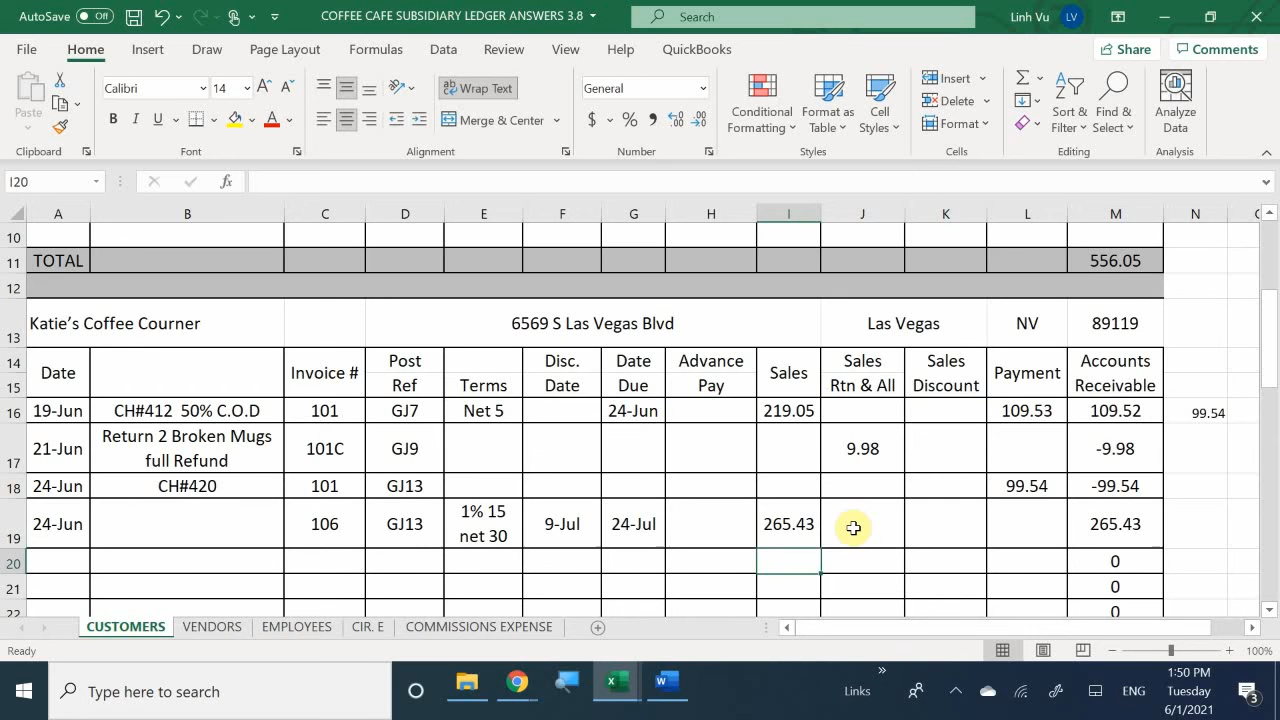 AutoSave Off COFFEE CAFE SUBSIDIARY LEDGER ANSWERS 3.8 Search Linh Vu LV
File Home Insert Draw Page Layout Formulas Data Review View Help QuickBooks Share Comments
Paste Calibri 14 Wrap Text General Conditional Formatting Format as Table Cell Styles Insert Delete Format Sort & Filter Find & Select Analyze Data
B I U A Merge & Center $ %
Clipboard Font Alignment Number Styles Cells Editing Analysis
I20 fx
A B C D E F G H I J K L M N
10
11 TOTAL 556.05
12
13 Katie's Coffee Courner 6569 S Las Vegas Blvd Las Vegas NV 89119
14 Date Invoice # Post Disc. Date Advance Sales Sales Sales Payment Accounts
15 Ref Terms Date Due Pay Rtn & All Discount Receivable
16 19-Jun CH#412 50% C.O.D 101 GJ7 Net 5 24-Jun 219.05 109.53 109.52 99.54
17 21-Jun Return 2 Broken Mugs full Refund 101C GJ9 9.98 -9.98
18 24-Jun CH#420 101 GJ13 99.54 -99.54
19 24-Jun 106 GJ13 1% 15 net 30 9-Jul 24-Jul 265.43 265.43
20 0
21 0
22 0
CUSTOMERS VENDORS EMPLOYEES CIR. E COMMISSIONS EXPENSE
Ready 100%
Type here to search Links ENG 1:50 PM
Tuesday
6/1/2021
3